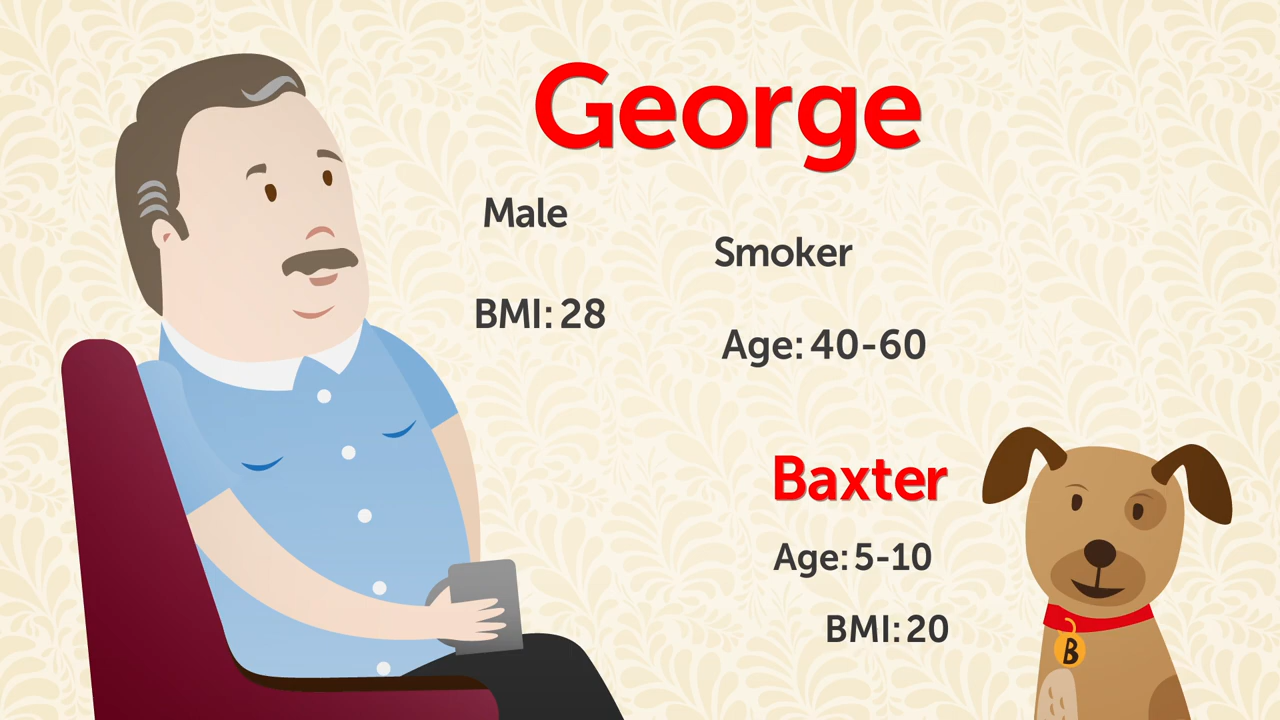 George
Male
Smoker
BMI: 28
Age: 40-60
Baxter
Age: 5-10
BMI: 20
B